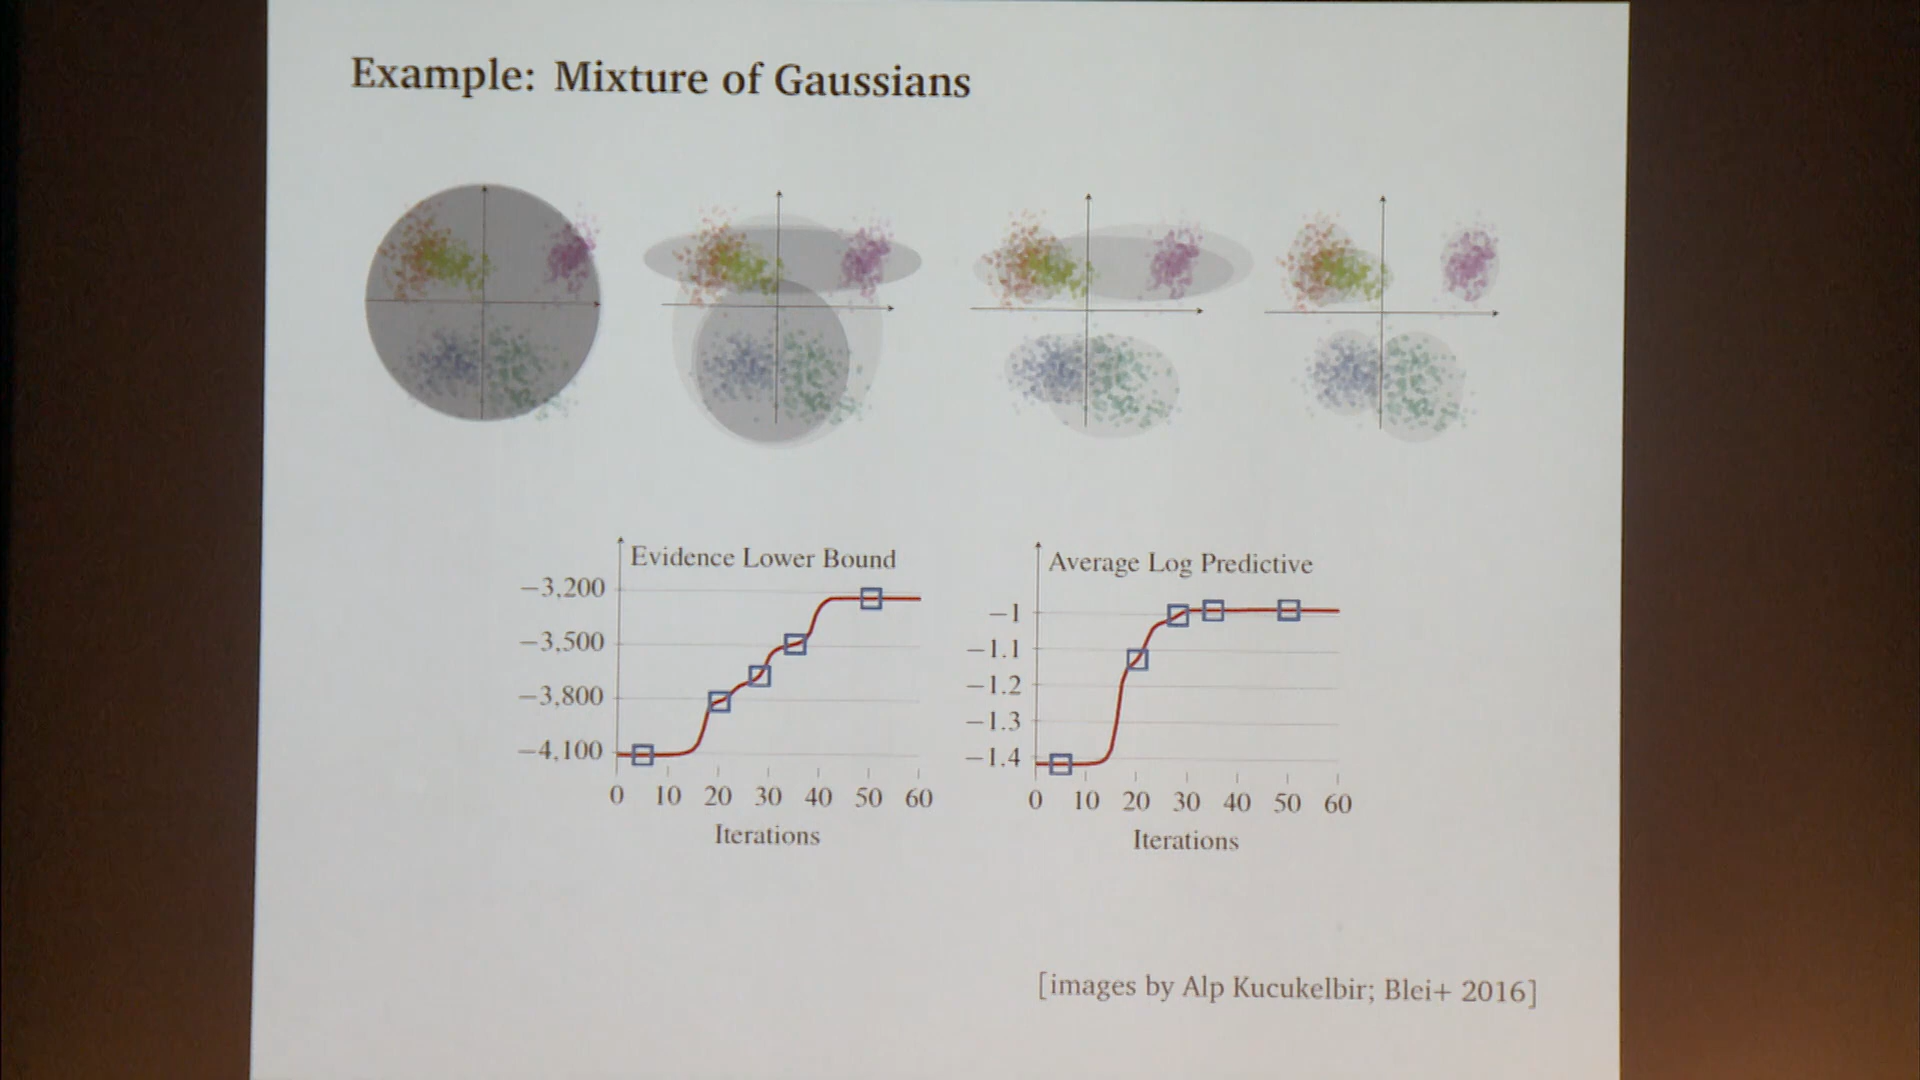 Example: Mixture of Gaussians
Evidence Lower Bound
−3,200
−3,500
−3,800
−4,100
0 10 20 30 40 50 60
Iterations
Average Log Predictive
−1
−1.1
−1.2
−1.3
−1.4
0 10 20 30 40 50 60
Iterations
[images by Alp Kucukelbir; Blei+ 2016]